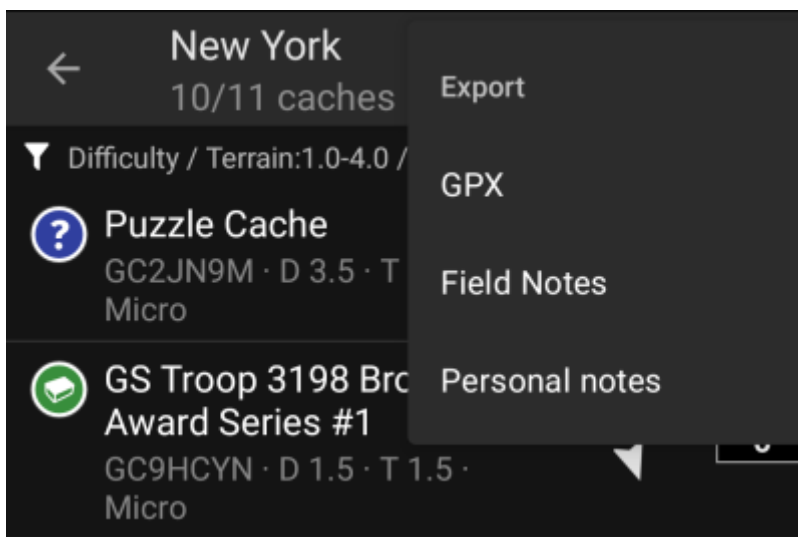 New York
10/11 caches
Difficulty / Terrain:1.0-4.0 /
?
Puzzle Cache
GC2JN9M · D 3.5 · T
Micro
GS Troop 3198 Bro
Award Series #1
GC9HCYN · D 1.5 · T 1.5 ·
Micro
Export
GPX
Field Notes
Personal notes